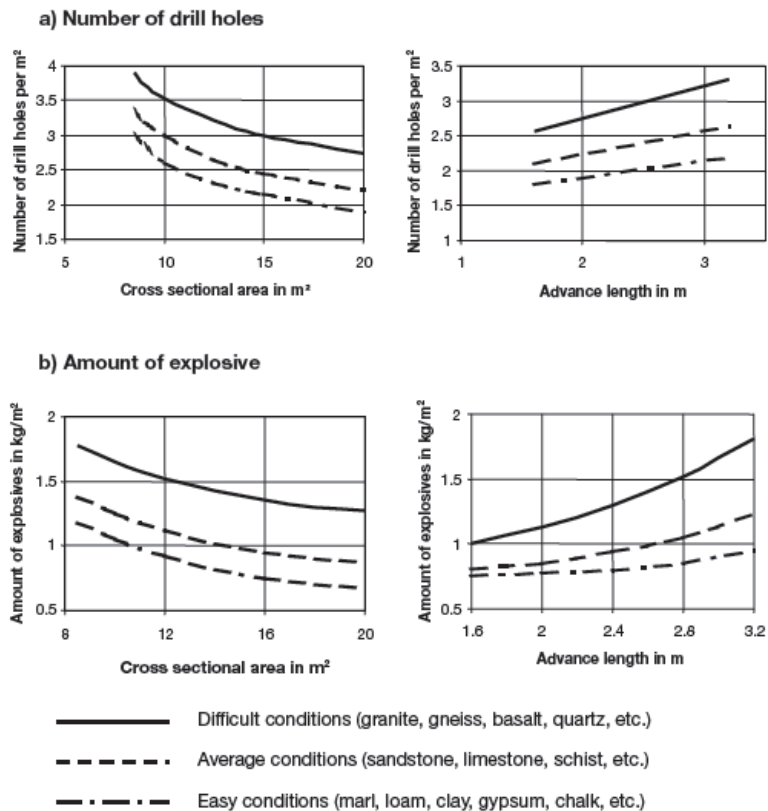 a) Number of drill holes
Number of drill holes per m²
4
3.5
3
2.5
2
1.5
5
10
15
20
Cross sectional area in m²
Number of drill holes per m²
3.5
3
2.5
2
1.5
1
1
2
3
Advance length in m
b) Amount of explosive
Amount of explosives in kg/m²
2
1.5
1
0.5
8
12
16
20
Cross sectional area in m²
Amount of explosives in kg/m²
2
1.5
1
0.5
1.6
2
2.4
2.8
3.2
Advance length in m
Difficult conditions (granite, gneiss, basalt, quartz, etc.)
Average conditions (sandstone, limestone, schist, etc.)
Easy conditions (marl, loam, clay, gypsum, chalk, etc.)